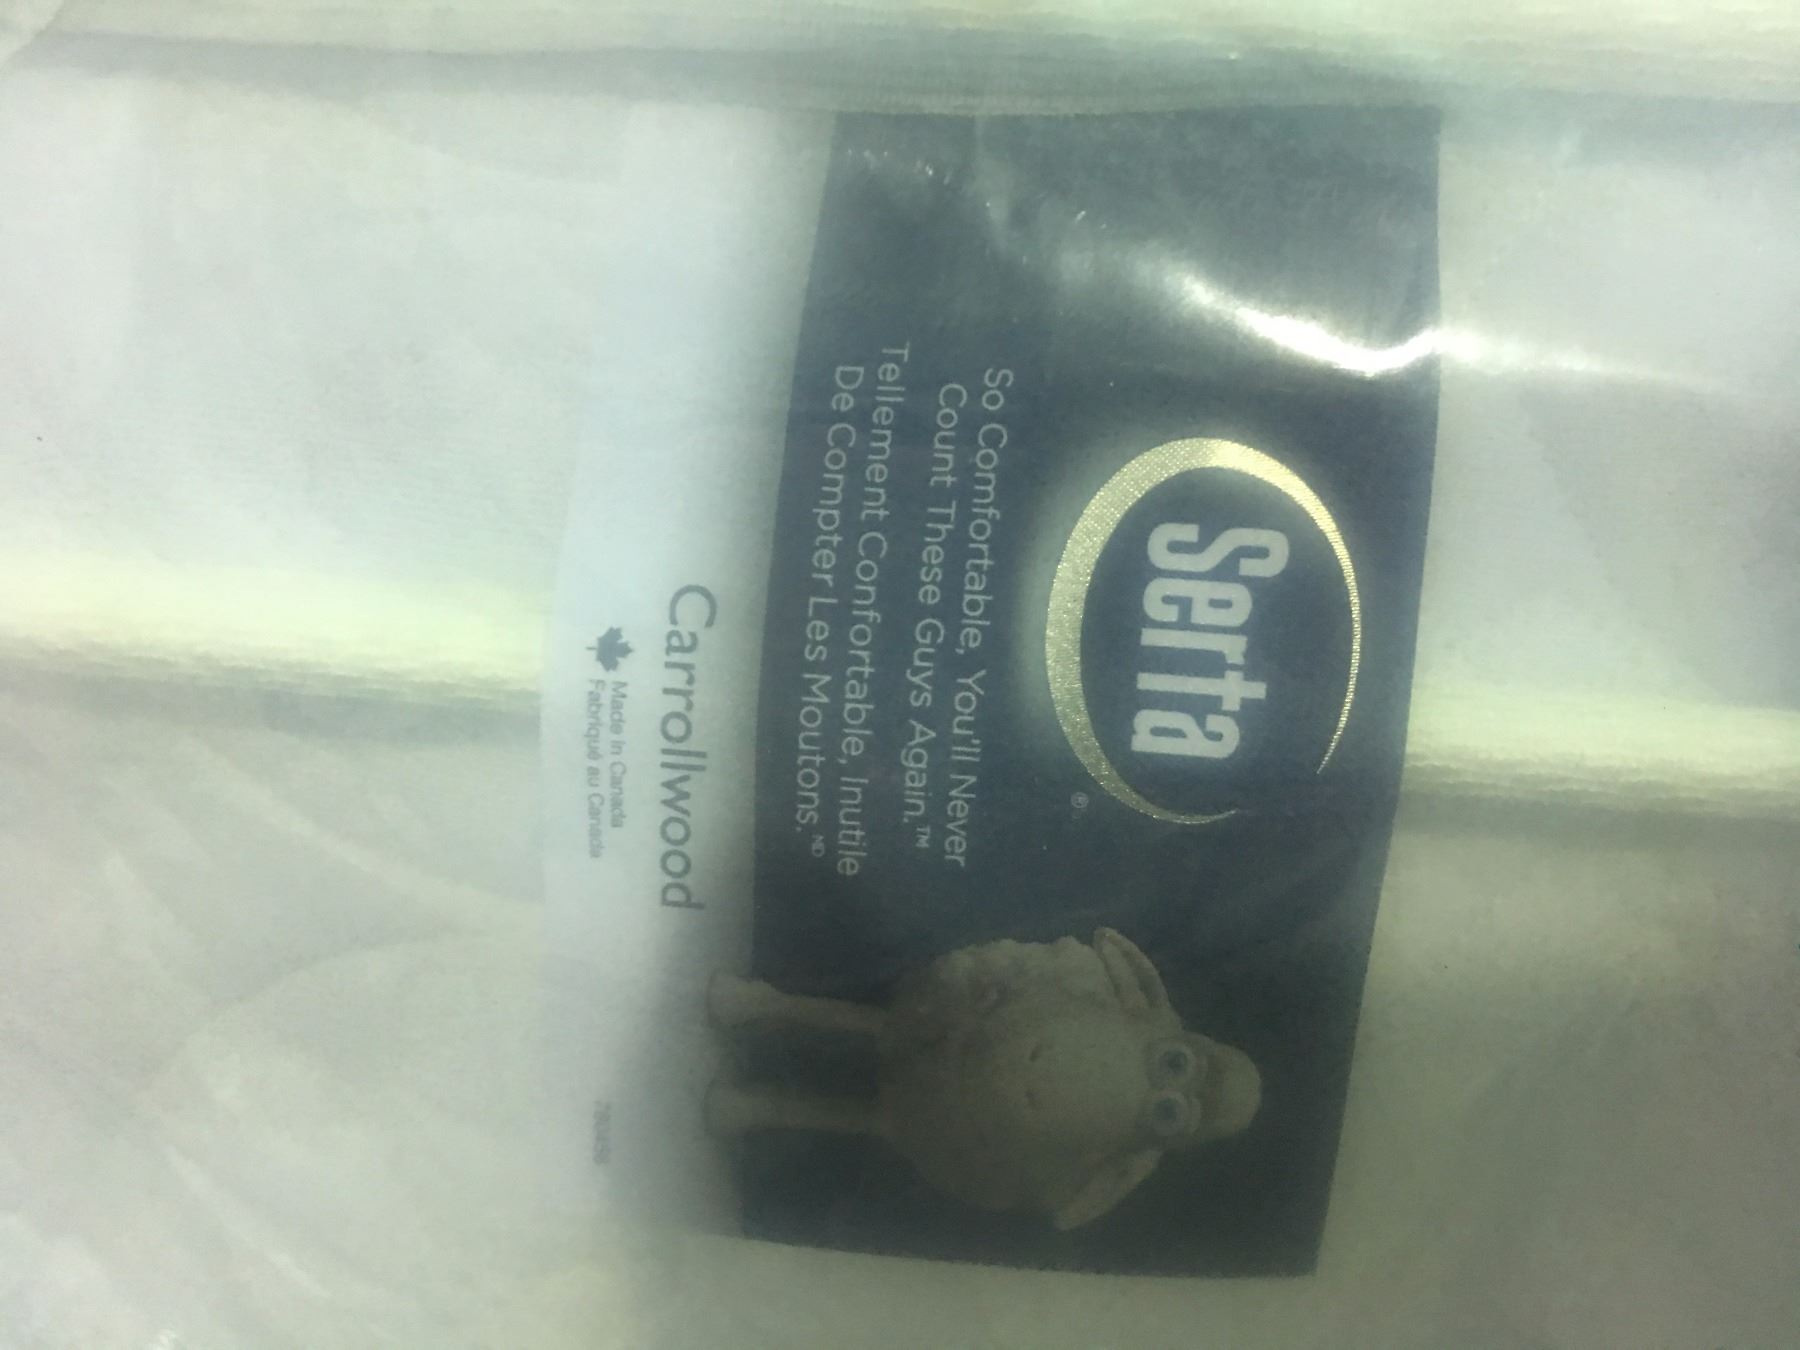 Serta®
So Comfortable, You'll Never
Count These Guys Again.™
Tellement Confortable, Inutile
De Compter Les Moutons.ᴹᴰ
Carrollwood
Made in Canada
Fabriqué au Canada